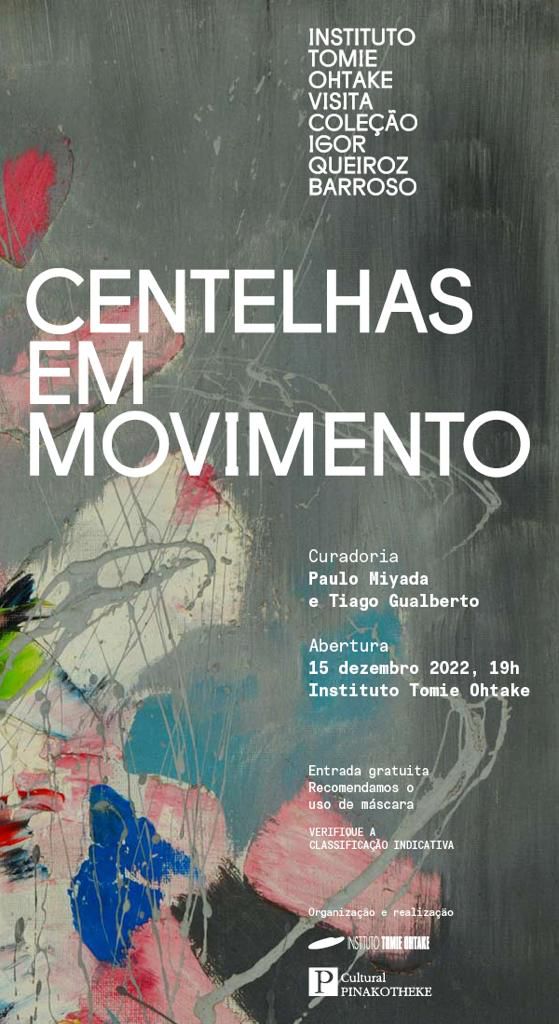 INSTITUTO
TOMIE
OHTAKE
VISITA
COLEÇÃO
IGOR
QUEIROZ
BARROSO
CENTELHAS
EM
MOVIMENTO
Curadoria
Paulo Miyada
e Tiago Gualberto
Abertura
15 dezembro 2022, 19h
Instituto Tomie Ohtake
Entrada gratuita
Recomendamos o
uso de máscara
VERIFIQUE A
CLASSIFICAÇÃO INDICATIVA
Organização e realização
INSTITUTO TOMIE OHTAKE
P Cultural
PINAKOTHEKE